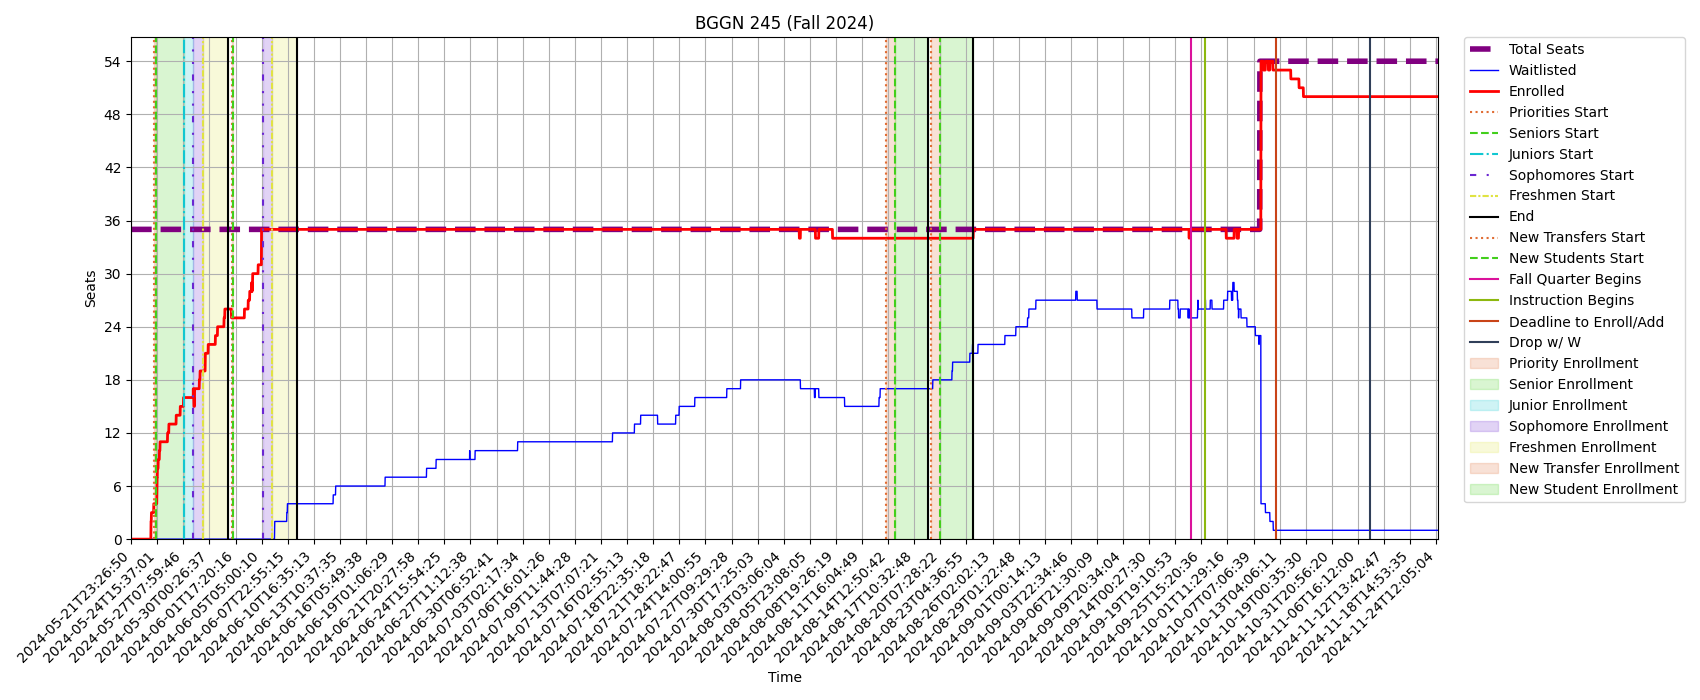 BGGN 245 (Fall 2024)
Seats
54
48
42
36
30
24
18
12
6
0
2024-05-21T23:26:50
2024-05-24T15:37:01
2024-05-27T07:59:46
2024-05-30T00:26:37
2024-06-01T17:20:16
2024-06-05T05:00:10
2024-06-07T22:55:15
2024-06-10T16:35:13
2024-06-13T10:37:35
2024-06-16T05:49:38
2024-06-19T01:06:29
2024-06-21T20:27:58
2024-06-24T15:54:25
2024-06-27T11:12:38
2024-06-30T06:52:41
2024-07-03T02:17:34
2024-07-06T16:01:26
2024-07-09T11:44:28
2024-07-13T07:07:21
2024-07-16T02:55:13
2024-07-18T22:35:18
2024-07-21T18:22:47
2024-07-24T14:00:55
2024-07-27T09:29:28
2024-07-30T17:25:03
2024-08-03T03:06:04
2024-08-05T23:08:05
2024-08-08T19:26:19
2024-08-11T16:04:49
2024-08-14T12:50:42
2024-08-17T10:32:48
2024-08-20T07:28:22
2024-08-23T04:36:55
2024-08-26T02:02:13
2024-08-29T01:22:48
2024-09-01T00:14:13
2024-09-03T22:34:46
2024-09-06T21:30:09
2024-09-09T20:34:04
2024-09-14T00:27:30
2024-09-19T19:10:53
2024-09-25T15:20:36
2024-10-01T11:29:16
2024-10-07T07:06:39
2024-10-13T04:06:11
2024-10-19T00:35:30
2024-10-31T20:56:20
2024-11-06T16:12:00
2024-11-12T13:42:47
2024-11-18T14:53:35
2024-11-24T12:05:04
Time
Total Seats
Waitlisted
Enrolled
Priorities Start
Seniors Start
Juniors Start
Sophomores Start
Freshmen Start
End
New Transfers Start
New Students Start
Fall Quarter Begins
Instruction Begins
Deadline to Enroll/Add
Drop w/ W
Priority Enrollment
Senior Enrollment
Junior Enrollment
Sophomore Enrollment
Freshmen Enrollment
New Transfer Enrollment
New Student Enrollment